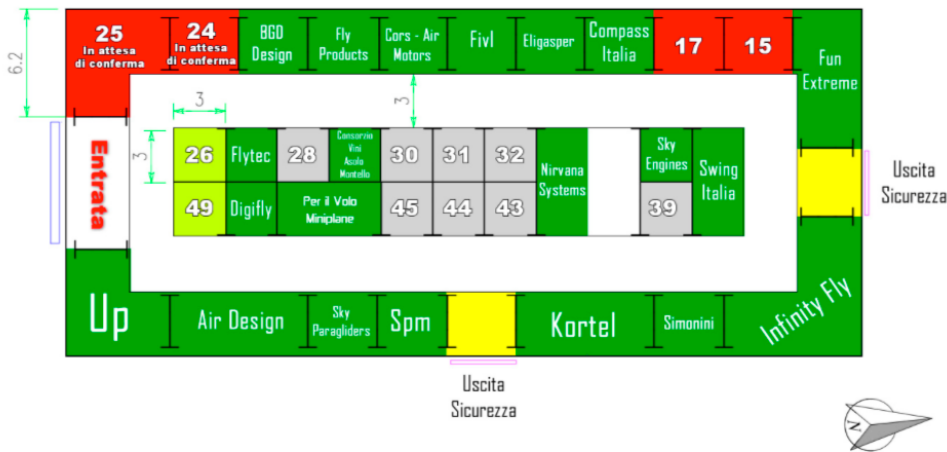 25
In attesa
di conferma
24
In attesa
di conferma
BGD
Design
Fly
Products
Cors - Air
Motors
Fivl
Eligasper
Compass
Italia
17
15
Fun
Extreme
6.2
3
3
3
Entrata
26
Flytec
28
Consorzio
Vini
Asolo
Montello
30
31
32
Nirvana
Systems
Sky
Engines
Swing
Italia
49
Digifly
Per il Volo
Miniplane
45
44
43
39
Uscita
Sicurezza
Up
Air Design
Sky
Paragliders
Spm
Kortel
Simonini
Infinity Fly
Uscita
Sicurezza
N